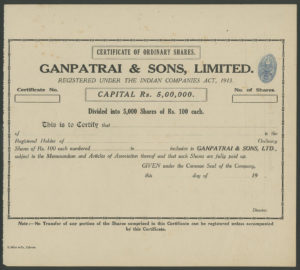 CERTIFICATE OF ORDINARY SHARES.
GANPATRAI & SONS, LIMITED.
REGISTERED UNDER THE INDIAN COMPANIES ACT, 1913.
Certificate No.
CAPITAL Rs. 5,00,000.
No. of Shares.
Divided into 5,000 Shares of Rs. 100 each.
This is to Certify that
of is the
Registered Holder of Ordinary
Shares of Rs. 100 each numbered to inclusive in GANPATRAI & SONS, LTD.,
subject to the Memorandum and Articles of Association thereof and that such Shares are fully paid up.
GIVEN under the Common Seal of the Company,
this day of 19
Director.
Note:—No Transfer of any portion of the Shares comprised in this Certificate can be registered unless accompanied
by this Certificate.